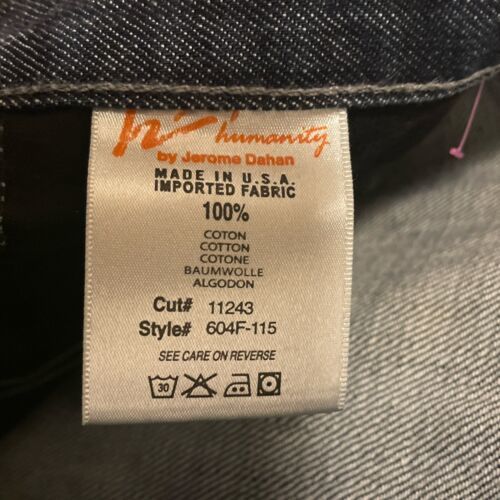 humanity
by Jerome Dahan
MADE IN U.S.A.
IMPORTED FABRIC
100%
COTON
COTTON
COTONE
BAUMWOLLE
ALGODON
Cut# 11243
Style# 604F-115
SEE CARE ON REVERSE
30